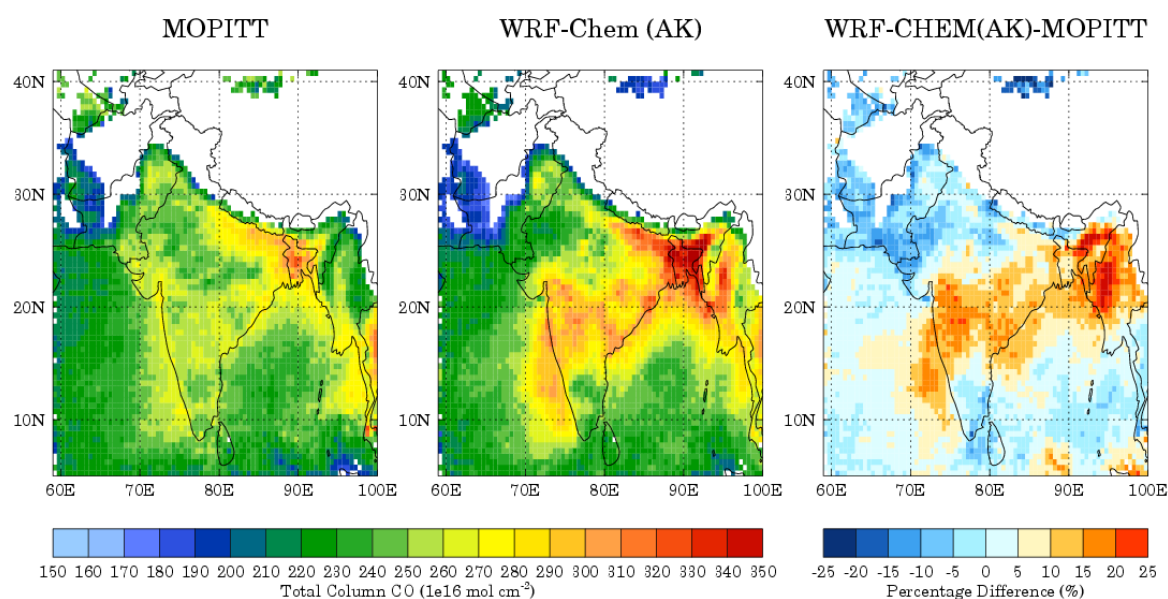 MOPITT WRF-Chem (AK) WRF-CHEM(AK)-MOPITT
40N 40N 40N
30N 30N 30N
20N 20N 20N
10N 10N 10N
60E 70E 80E 90E 100E 60E 70E 80E 90E 100E 60E 70E 80E 90E 100E
150 170 190 210 230 250 270 290 310 330 350 -25 -20 -15 -10 -5 0 5 10 15 20 25
160 180 200 220 240 260 280 300 320 340
Total Column CO (1e16 mol cm⁻²) Percentage Difference (%)